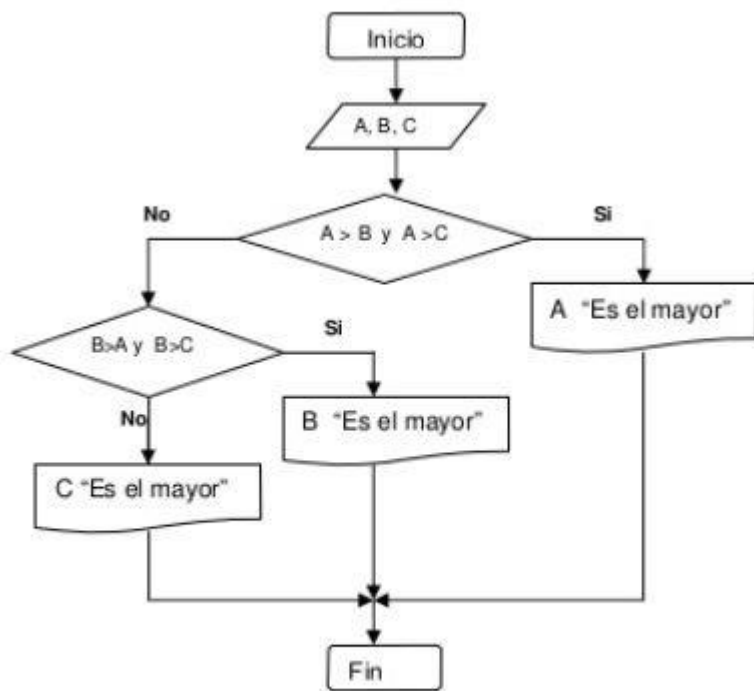 Inicio
A, B, C
No
Si
A > B y A >C
A "Es el mayor"
B>A y B>C
Si
No
B "Es el mayor"
C "Es el mayor"
Fin